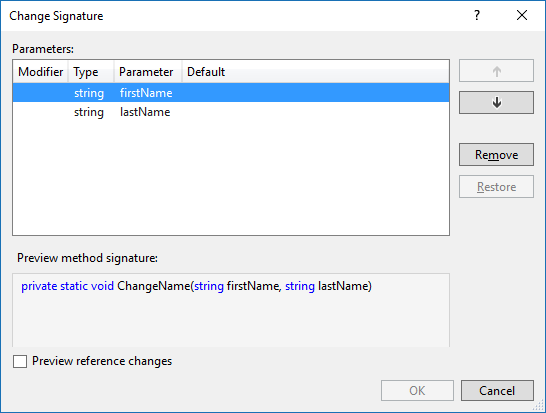 Change Signature
Parameters:
Modifier Type Parameter Default
string firstName
string lastName
Remove
Restore
Preview method signature:
private static void ChangeName(string firstName, string lastName)
Preview reference changes
OK Cancel